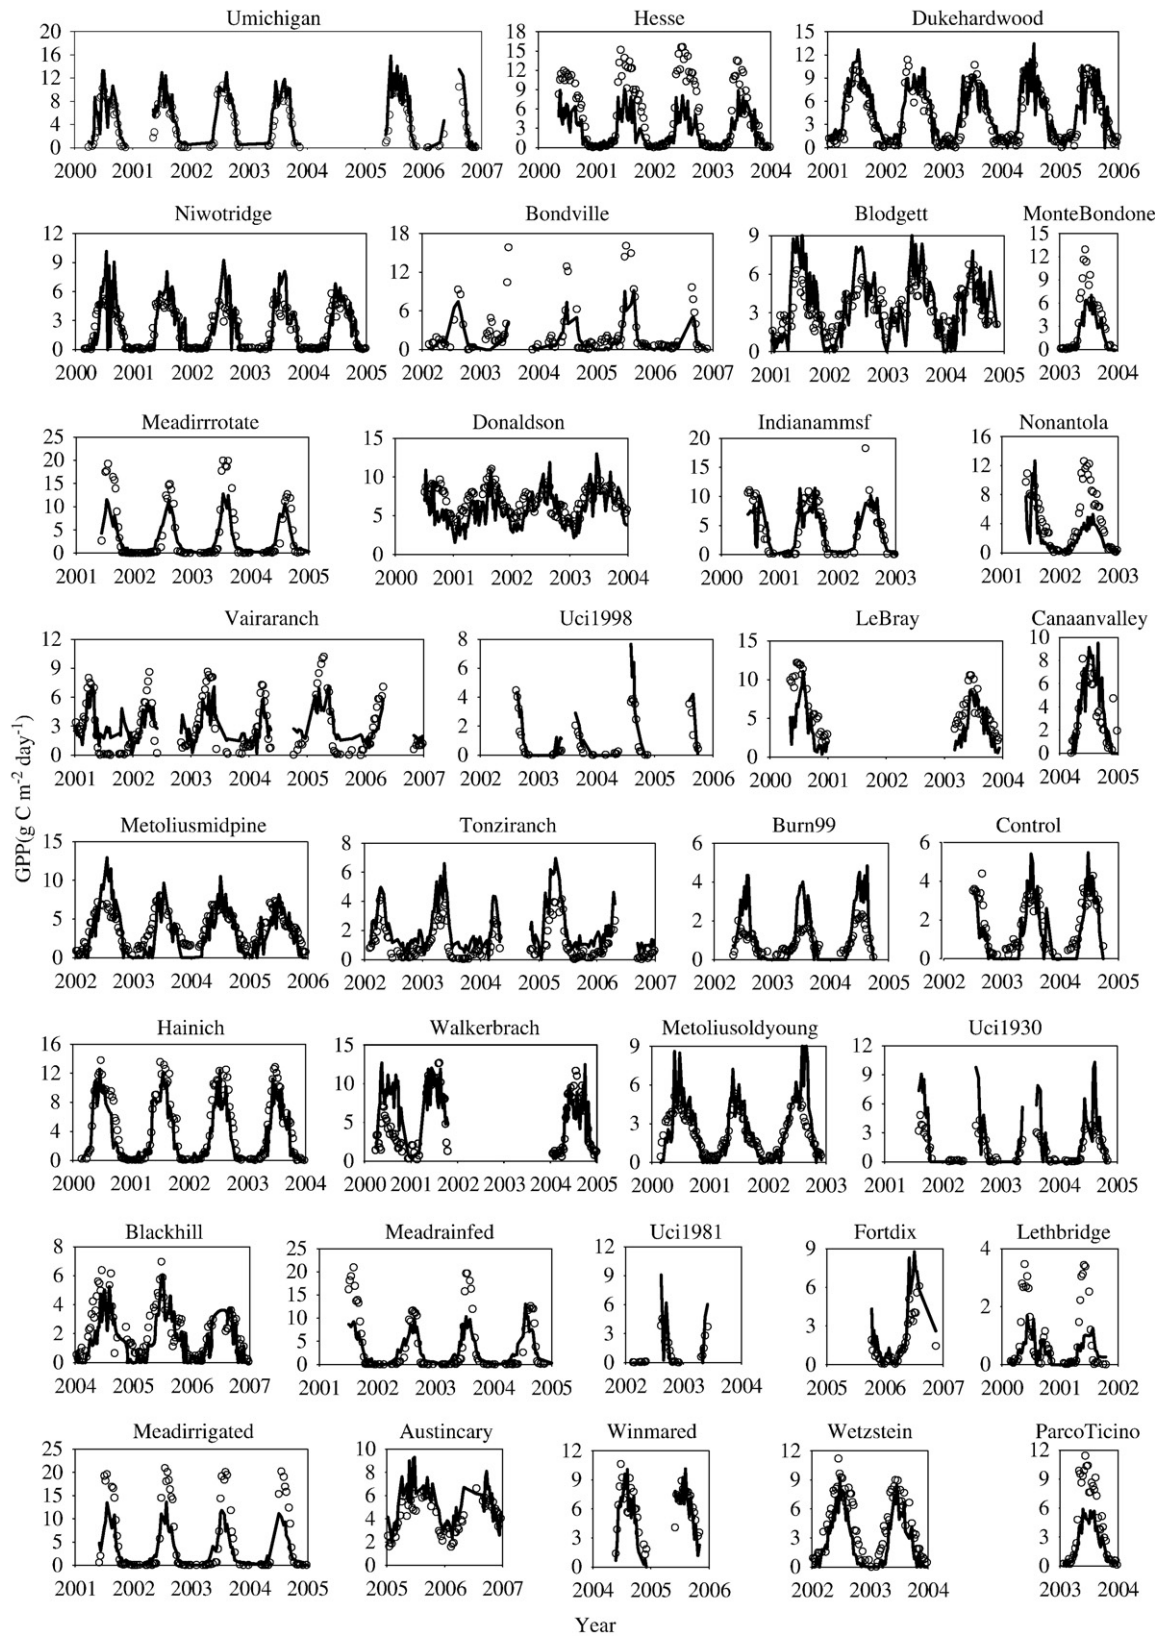 Umichigan
20
16
12
8
4
0
2000 2001 2002 2003 2004 2005 2006 2007
Hesse
18
15
12
9
6
3
0
2000 2001 2002 2003 2004
Dukehardwood
15
12
9
6
3
0
2001 2002 2003 2004 2005 2006
Niwotridge
12
9
6
3
0
2000 2001 2002 2003 2004 2005
Bondville
18
12
6
0
2002 2003 2004 2005 2006 2007
Blodgett
9
6
3
0
2001 2002 2003 2004 2005
MonteBondone
15
12
9
6
3
0
2003 2004
Meadirrrotate
25
20
15
10
5
0
2001 2002 2003 2004 2005
Donaldson
15
10
5
0
2000 2001 2002 2003 2004
Indianammsf
20
15
10
5
0
2000 2001 2002 2003
Nonantola
16
12
8
4
0
2001 2002 2003
Vairaranch
12
9
6
3
0
2001 2002 2003 2004 2005 2006 2007
Uci1998
8
6
4
2
0
2002 2003 2004 2005 2006
LeBray
15
10
5
0
2000 2001 2002 2003 2004
Canaanvalley
10
8
6
4
2
0
2004 2005
GPP(g C m⁻² day⁻¹)
Metoliusmidpine
15
10
5
0
2002 2003 2004 2005 2006
Tonziranch
8
6
4
2
0
2002 2003 2004 2005 2006 2007
Burn99
6
4
2
0
2002 2003 2004 2005
Control
6
4
2
0
2002 2003 2004 2005
Hainich
16
12
8
4
0
2000 2001 2002 2003 2004
Walkerbrach
15
10
5
0
2000 2001 2002 2003 2004 2005
Metoliusoldyoung
9
6
3
0
2000 2001 2002 2003
Uci1930
12
9
6
3
0
2001 2002 2003 2004 2005
Blackhill
8
6
4
2
0
2004 2005 2006 2007
Meadrainfed
25
20
15
10
5
0
2001 2002 2003 2004 2005
Uci1981
12
9
6
3
0
2002 2003 2004
Fortdix
9
6
3
0
2005 2006 2007
Lethbridge
4
2
0
2000 2001 2002
Meadirrigated
25
20
15
10
5
0
2001 2002 2003 2004 2005
Austincary
10
8
6
4
2
0
2005 2006 2007
Winmared
12
9
6
3
0
2004 2005 2006
Wetzstein
12
9
6
3
0
2002 2003 2004
ParcoTicino
12
9
6
3
0
2003 2004
Year